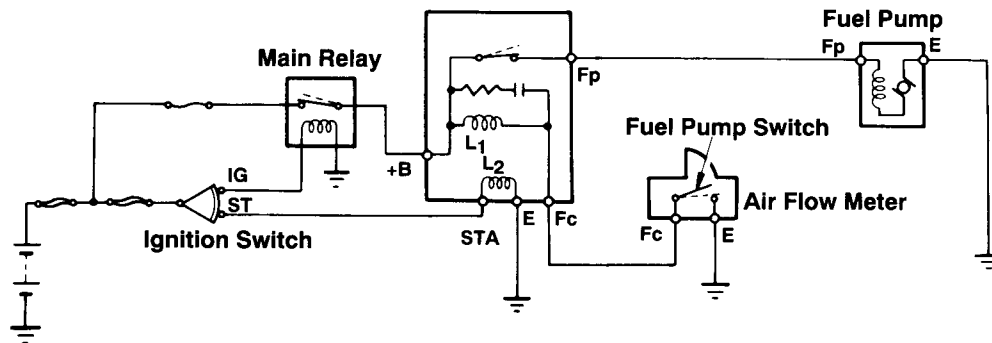 Fuel Pump
Fp
E
Main Relay
Fp
Fuel Pump Switch
L1
L2
+B
IG
ST
Air Flow Meter
Ignition Switch
STA
E
Fc
Fc
E